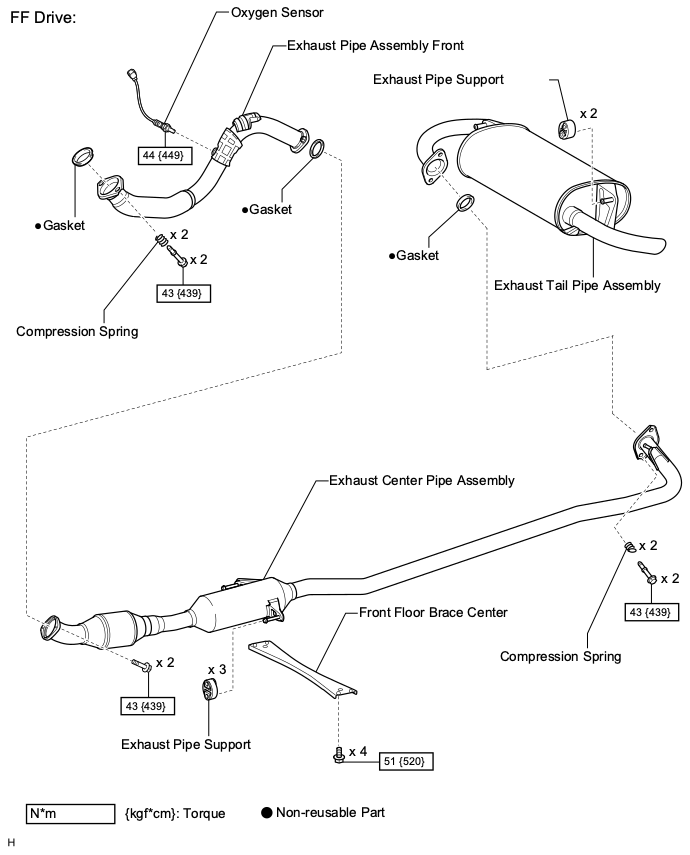 FF Drive:
Oxygen Sensor
Exhaust Pipe Assembly Front
Exhaust Pipe Support
x 2
44 {449}
●Gasket
●Gasket
x 2
x 2
43 {439}
●Gasket
Exhaust Tail Pipe Assembly
Compression Spring
Exhaust Center Pipe Assembly
x 2
x 2
43 {439}
Front Floor Brace Center
Compression Spring
x 2
x 3
43 {439}
Exhaust Pipe Support
x 4
51 {520}
N*m
{kgf*cm}: Torque
● Non-reusable Part
H